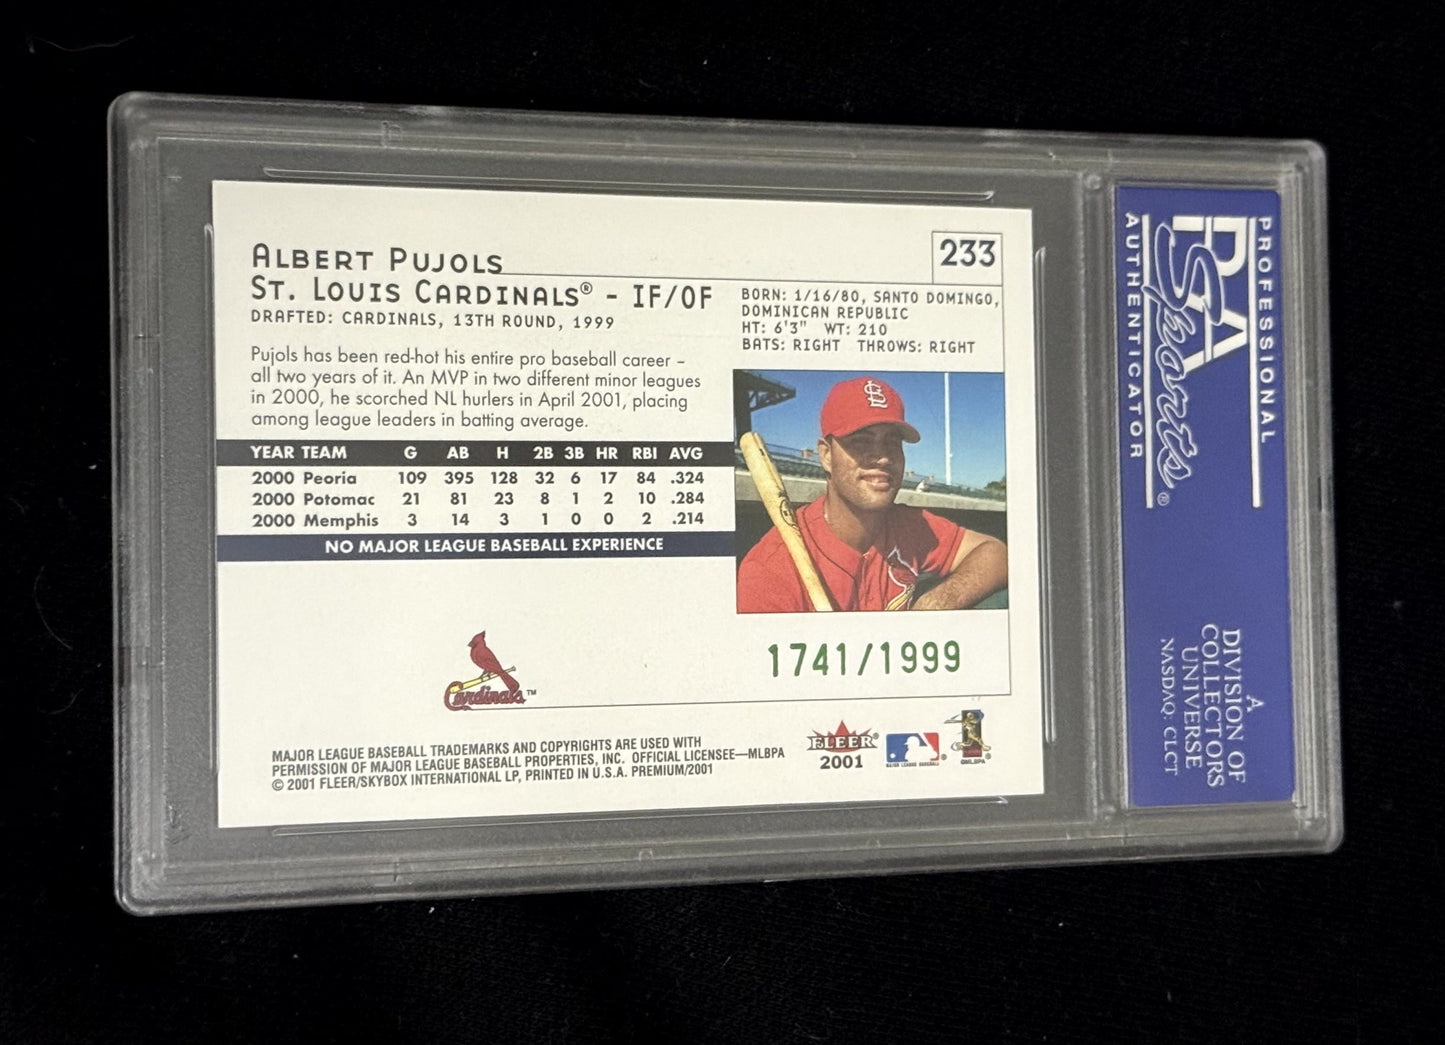 ALBERT PUJOLS
ST. LOUIS CARDINALS® - IF/OF
DRAFTED: CARDINALS, 13TH ROUND, 1999
233
BORN: 1/16/80, SANTO DOMINGO,
DOMINICAN REPUBLIC
HT: 6'3" WT: 210
BATS: RIGHT THROWS: RIGHT
Pujols has been red-hot his entire pro baseball career –
all two years of it. An MVP in two different minor leagues
in 2000, he scorched NL hurlers in April 2001, placing
among league leaders in batting average.
YEAR TEAM G AB H 2B 3B HR RBI AVG
2000 Peoria 109 395 128 32 6 17 84 .324
2000 Potomac 21 81 23 8 1 2 10 .284
2000 Memphis 3 14 3 1 0 0 2 .214
NO MAJOR LEAGUE BASEBALL EXPERIENCE
1741/1999
Cardinals™
MAJOR LEAGUE BASEBALL TRADEMARKS AND COPYRIGHTS ARE USED WITH
PERMISSION OF MAJOR LEAGUE BASEBALL PROPERTIES, INC. OFFICIAL LICENSEE—MLBPA
© 2001 FLEER/SKYBOX INTERNATIONAL LP, PRINTED IN U.S.A. PREMIUM/2001
FLEER®
2001
MAJOR LEAGUE BASEBALL®
©MLBPA
PROFESSIONAL
PSA
Sports®
AUTHENTICATOR
A
DIVISION OF
COLLECTORS
UNIVERSE
NASDAQ: CLCT